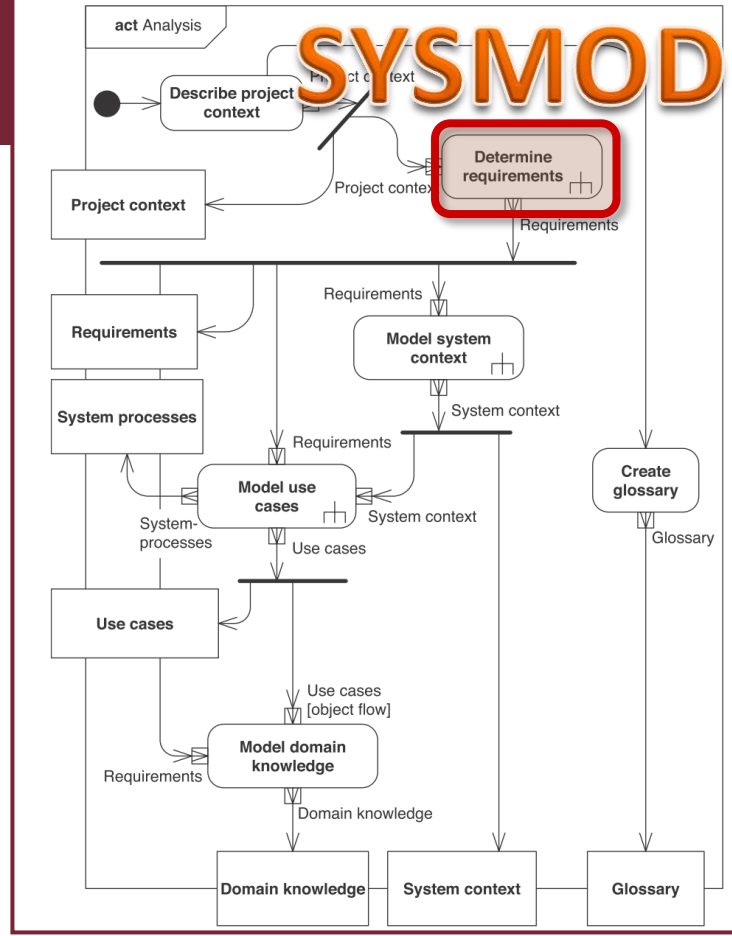 act Analysis
SYSMOD
Project context
Describe project
context
Determine
requirements
Project context
Project context
Requirements
Requirements
Requirements
Model system
context
System processes
System context
Requirements
Model use
cases
Create
glossary
System context
System-
processes
Use cases
Glossary
Use cases
Use cases
[object flow]
Model domain
knowledge
Requirements
Domain knowledge
Domain knowledge
System context
Glossary